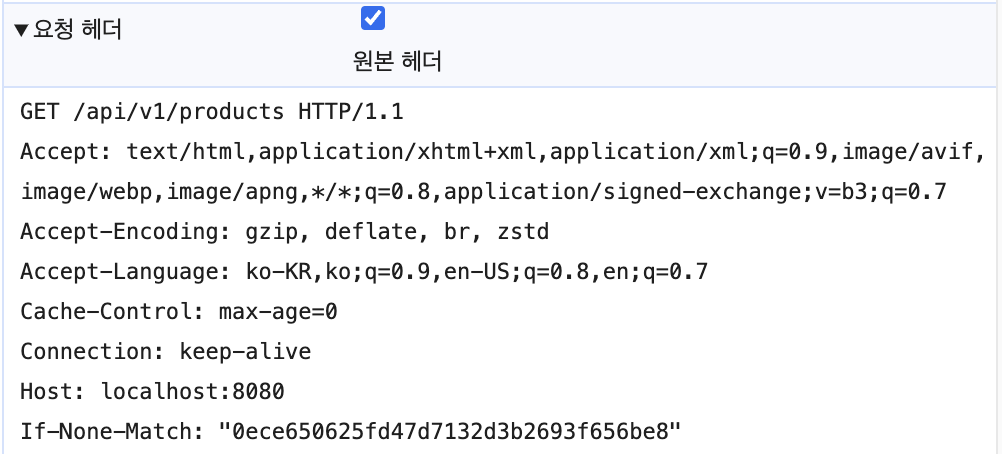 ▼요청 헤더
원본 헤더
GET /api/v1/products HTTP/1.1
Accept: text/html,application/xhtml+xml,application/xml;q=0.9,image/avif,
image/webp,image/apng,*/*;q=0.8,application/signed-exchange;v=b3;q=0.7
Accept-Encoding: gzip, deflate, br, zstd
Accept-Language: ko-KR,ko;q=0.9,en-US;q=0.8,en;q=0.7
Cache-Control: max-age=0
Connection: keep-alive
Host: localhost:8080
If-None-Match: "0ece650625fd47d7132d3b2693f656be8"